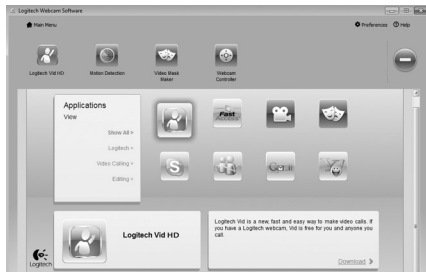 Logitech Webcam Software
Main Menu
Preferences
Help
Logitech Vid HD
Motion Detection
Video Mask
Maker
Webcam
Controller
Applications
View
Show All
Logitech
Video Calling
Editing
Fast
Access
S
Gmail
Logitech Vid HD
Logitech Vid is a new, fast and easy way to make video calls. If
you have a Logitech webcam, Vid is free for you and anyone you
call.
Download
Logitech